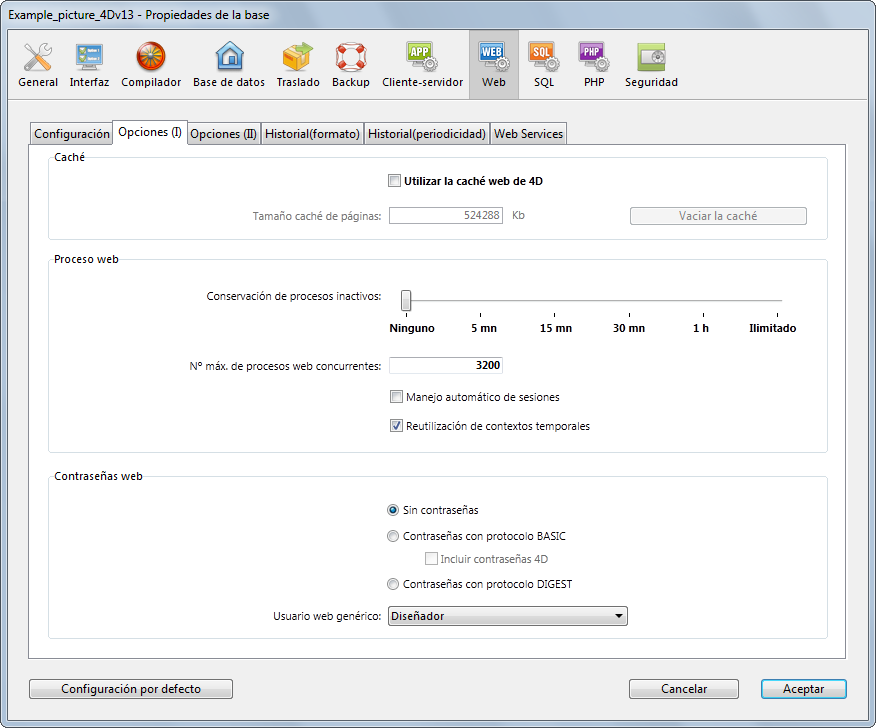 Example_picture_4Dv13 - Propiedades de la base
General Interfaz Compilador Base de datos Traslado Backup APP Cliente-servidor WEB Web SQL SQL PHP PHP Seguridad
Configuración Opciones (I) Opciones (II) Historial(formato) Historial(periodicidad) Web Services
Caché
Utilizar la caché web de 4D
Tamaño caché de páginas: 524288 Kb Vaciar la caché
Proceso web
Conservación de procesos inactivos:
Ninguno 5 mn 15 mn 30 mn 1 h Ilimitado
Nº máx. de procesos web concurrentes: 3200
Manejo automático de sesiones
Reutilización de contextos temporales
Contraseñas web
Sin contraseñas
Contraseñas con protocolo BASIC
Incluir contraseñas 4D
Contraseñas con protocolo DIGEST
Usuario web genérico: Diseñador
Configuración por defecto Cancelar Aceptar